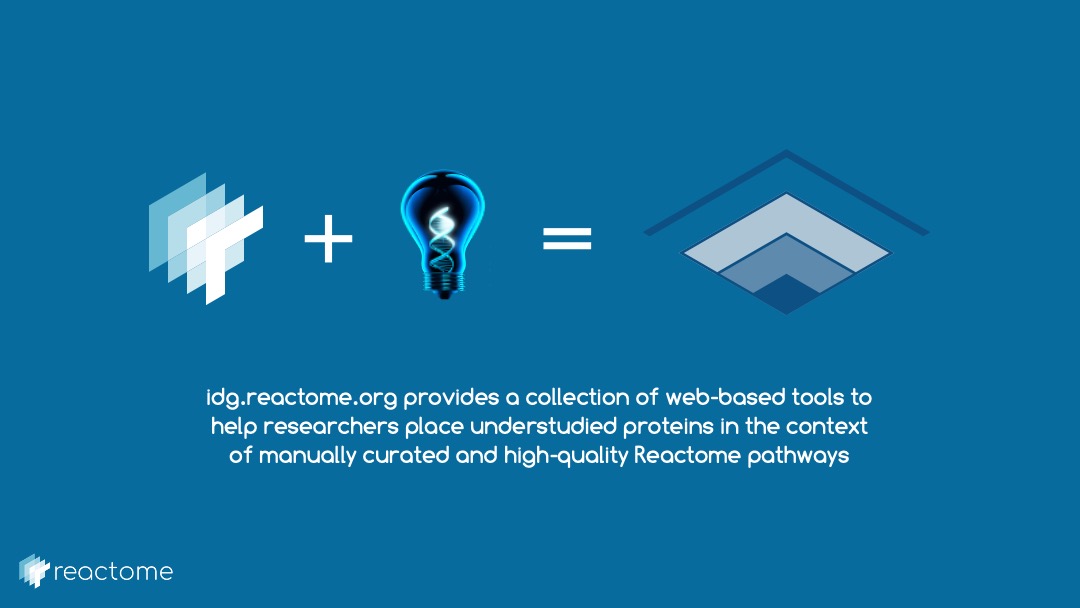 +
=
idg.reactome.org provides a collection of web-based tools to
help researchers place understudied proteins in the context
of manually curated and high-quality Reactome pathways
reactome